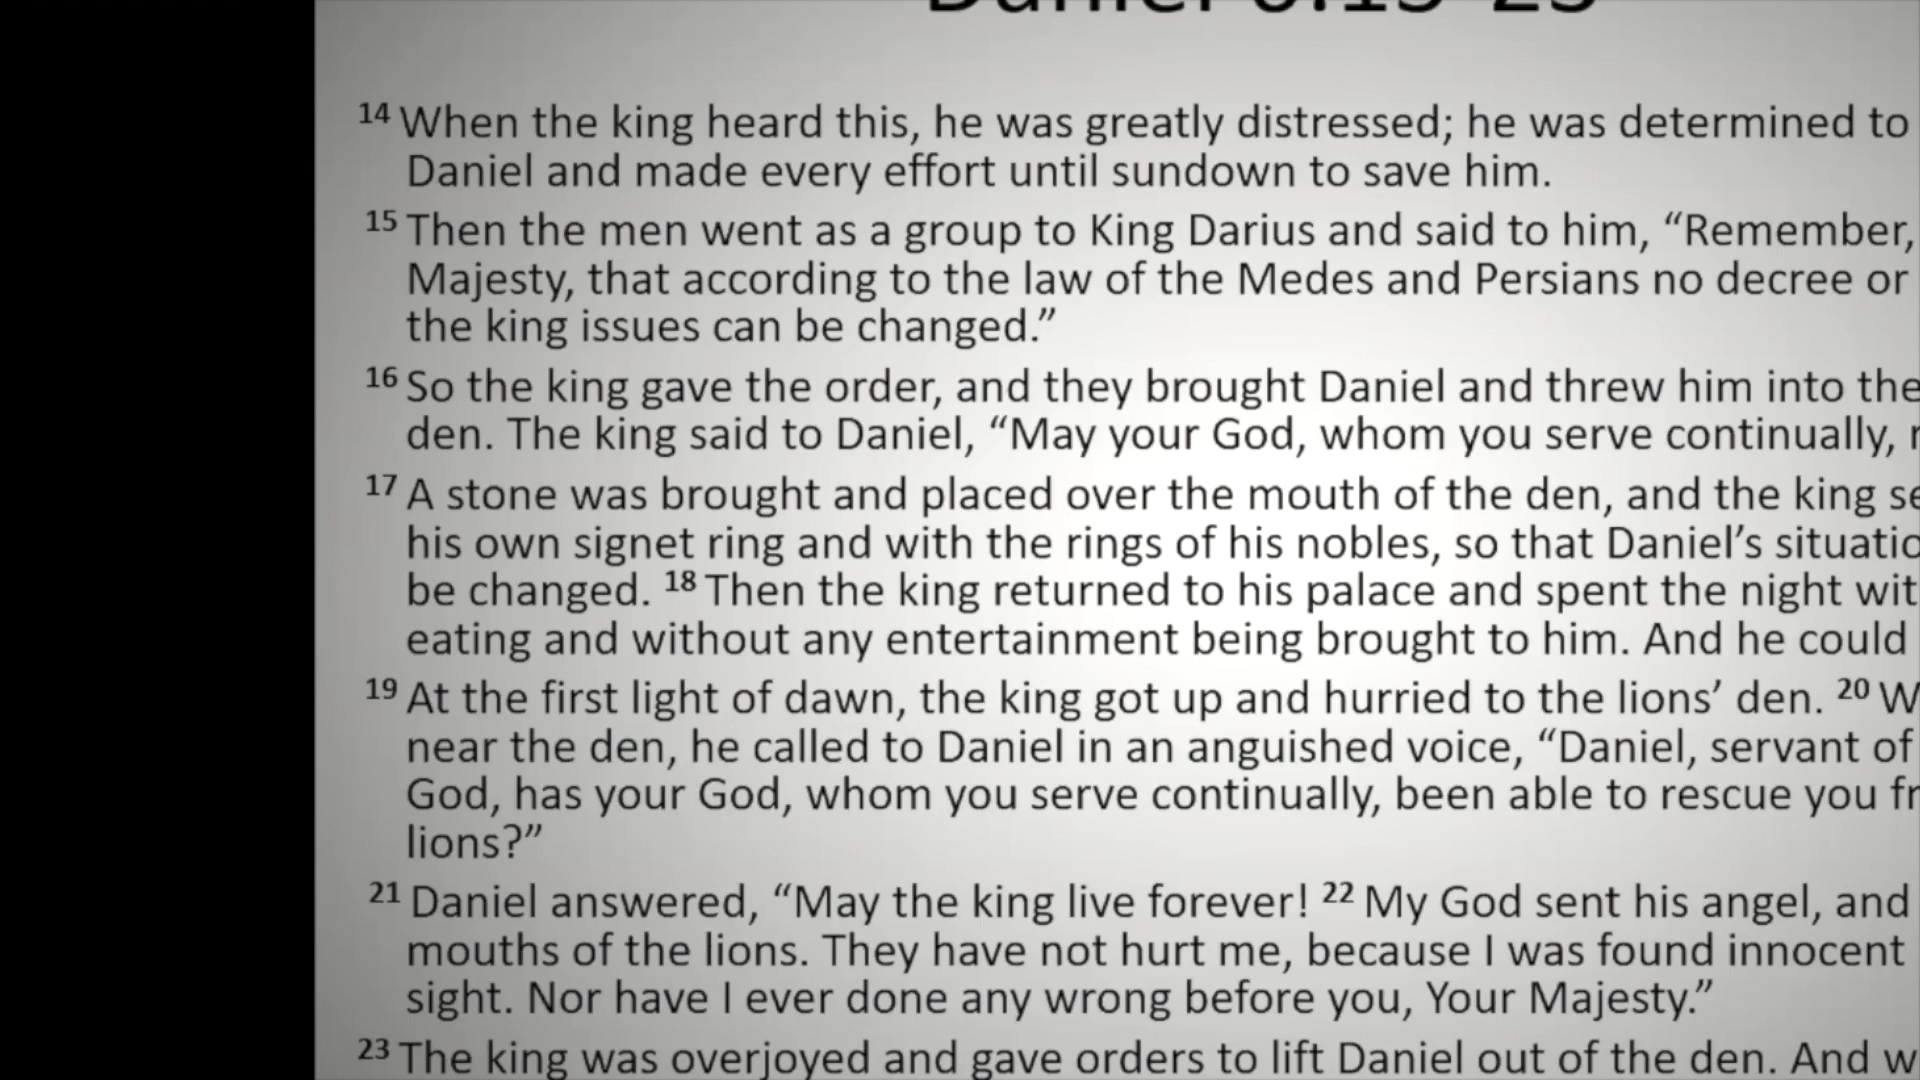 Daniel 6:13-23
14 When the king heard this, he was greatly distressed; he was determined to
Daniel and made every effort until sundown to save him.
15 Then the men went as a group to King Darius and said to him, “Remember,
Majesty, that according to the law of the Medes and Persians no decree or
the king issues can be changed.”
16 So the king gave the order, and they brought Daniel and threw him into the
den. The king said to Daniel, “May your God, whom you serve continually,
17 A stone was brought and placed over the mouth of the den, and the king
his own signet ring and with the rings of his nobles, so that Daniel’s
be changed. 18 Then the king returned to his palace and spent the night
eating and without any entertainment being brought to him. And he could
19 At the first light of dawn, the king got up and hurried to the lions’ den. 20
near the den, he called to Daniel in an anguished voice, “Daniel, servant of
God, has your God, whom you serve continually, been able to rescue you
lions?”
21 Daniel answered, “May the king live forever! 22 My God sent his angel, and
mouths of the lions. They have not hurt me, because I was found innocent
sight. Nor have I ever done any wrong before you, Your Majesty.”
23 The king was overjoyed and gave orders to lift Daniel out of the den. And